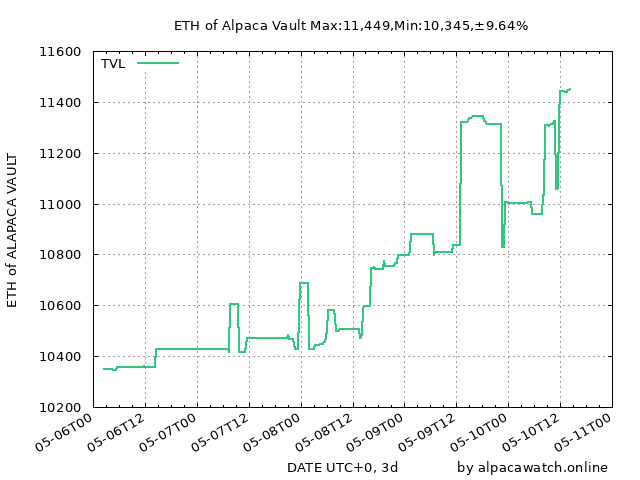 ETH of Alpaca Vault Max:11,449,Min:10,345,±9.64%
TVL
ETH of ALAPACA VAULT
11600
11400
11200
11000
10800
10600
10400
10200
05-06T00
05-06T12
05-07T00
05-07T12
05-08T00
05-08T12
05-09T00
05-09T12
05-10T00
05-10T12
05-11T00
DATE UTC+0, 3d
by alpacawatch.online